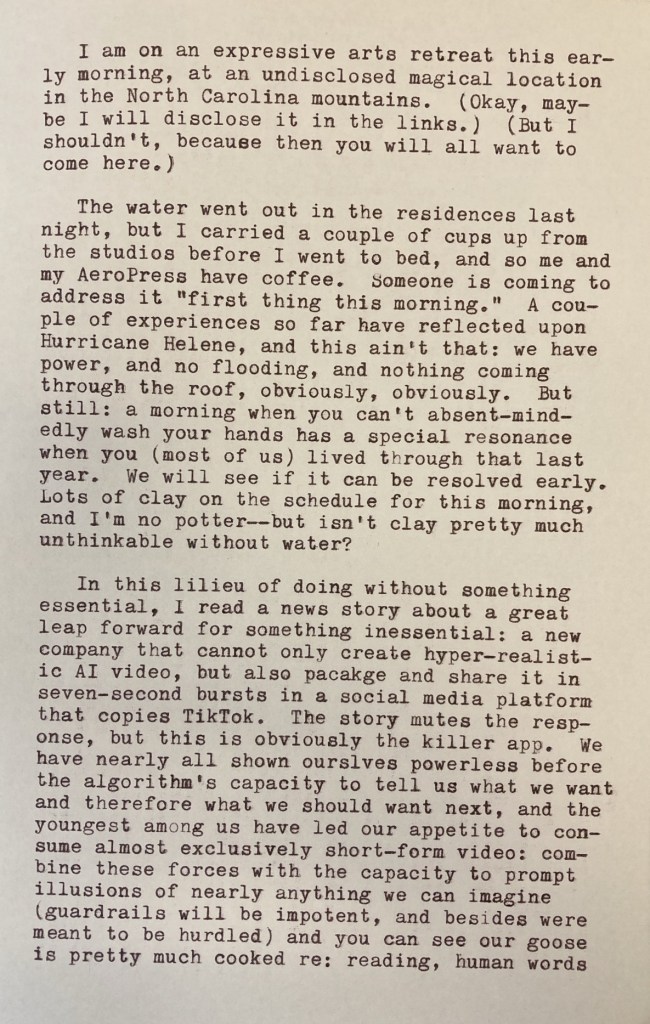 I am on an expressive arts retreat this ear-
ly morning, at an undisclosed magical location
in the North Carolina mountains.  (Okay, may-
be I will disclose it in the links.)  (But I
shouldn't, because then you will all want to
come here.)
The water went out in the residences last
night, but I carried a couple of cups up from
the studios before I went to bed, and so me and
my AeroPress have coffee.  Someone is coming to
address it "first thing this morning."  A cou-
ple of experiences so far have reflected upon
Hurricane Helene, and this ain't that: we have
power, and no flooding, and nothing coming
through the roof, obviously, obviously.  But
still: a morning when you can't absent-mind-
edly wash your hands has a special resonance
when you (most of us) lived through that last
year.  We will see if it can be resolved early.
Lots of clay on the schedule for this morning,
and I'm no potter--but isn't clay pretty much
unthinkable without water?
In this lilieu of doing without something
essential, I read a news story about a great
leap forward for something inessential: a new
company that cannot only create hyper-realist-
ic AI video, but also pacakge and share it in
seven-second bursts in a social media platform
that copies TikTok.  The story mutes the resp-
onse, but this is obviously the killer app.  We
have nearly all shown ourslves powerless before
the algorithm's capacity to tell us what we want
and therefore what we should want next, and the
youngest among us have led our appetite to con-
sume almost exclusively short-form video: com-
bine these forces with the capacity to prompt
illusions of nearly anything we can imagine
(guardrails will be impotent, and besides were
meant to be hurdled) and you can see our goose
is pretty much cooked re: reading, human words